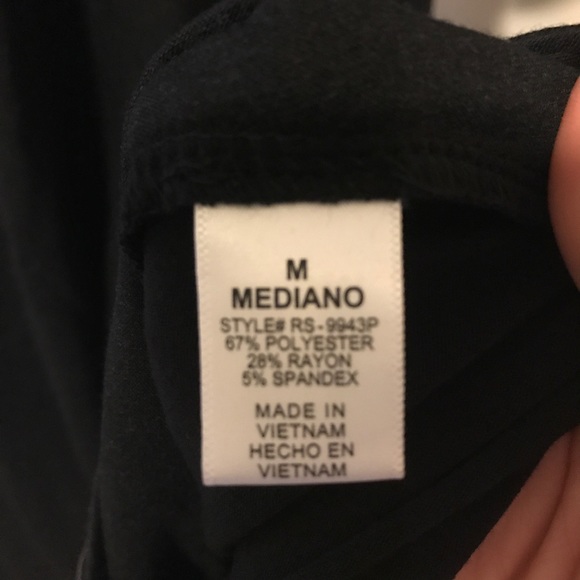 M
MEDIANO
STYLE# RS-9943P
67% POLYESTER
28% RAYON
5% SPANDEX
MADE IN
VIETNAM
HECHO EN
VIETNAM